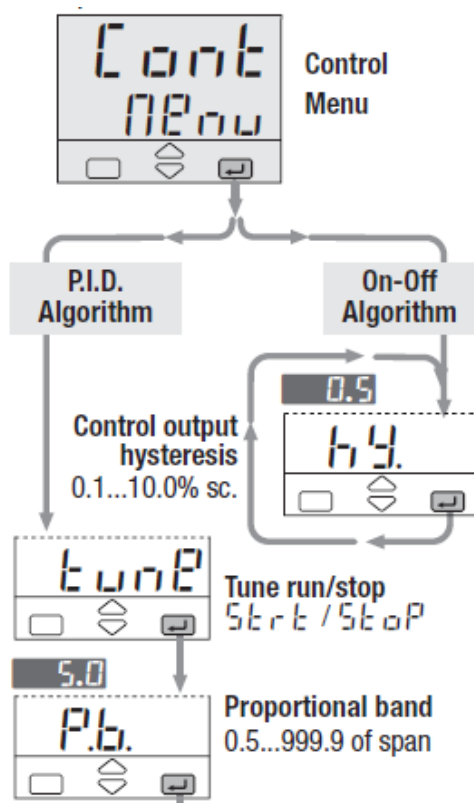 Cont
MEnu
Control
Menu
P.I.D.
Algorithm
On-Off
Algorithm
0.5
hy.
Control output
hysteresis
0.1...10.0% sc.
tunE
Tune run/stop
Strt / StoP
5.0
P.b.
Proportional band
0.5...999.9 of span